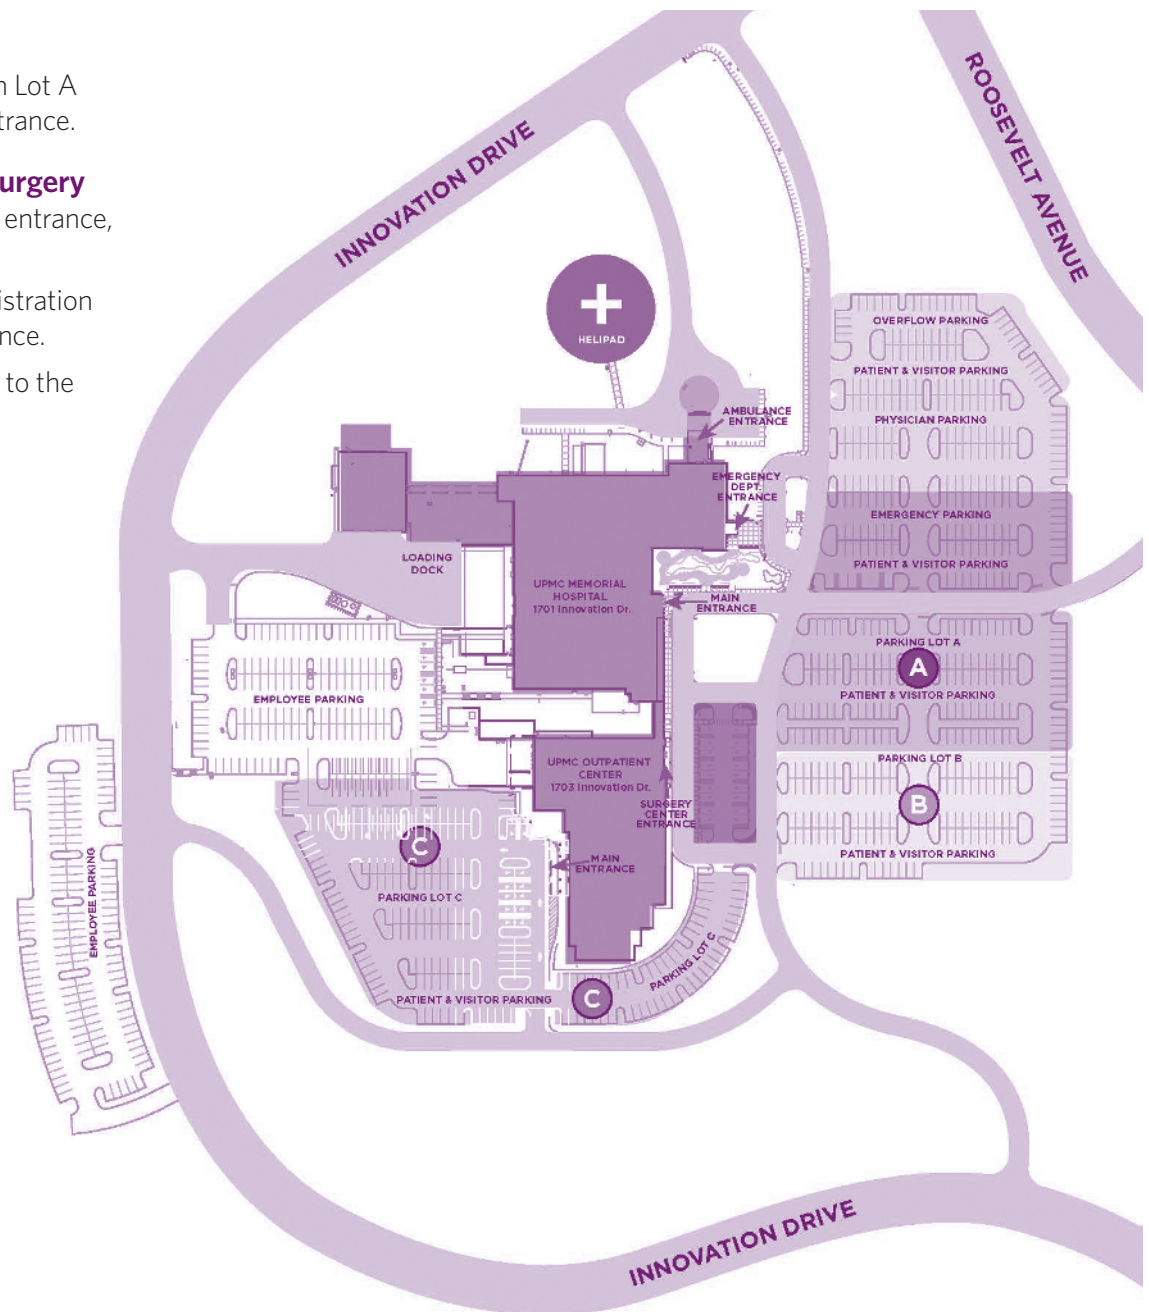 n Lot A
trance.
urgery
entrance,
istration
nce.
to the
INNOVATION DRIVE
ROOSEVELT AVENUE
HELIPAD
OVERFLOW PARKING
PATIENT & VISITOR PARKING
PHYSICIAN PARKING
AMBULANCE
ENTRANCE
EMERGENCY
DEPT.
ENTRANCE
EMERGENCY PARKING
PATIENT & VISITOR PARKING
LOADING
DOCK
UPMC MEMORIAL
HOSPITAL
1701 Innovation Dr.
MAIN
ENTRANCE
PARKING LOT A
A
PATIENT & VISITOR PARKING
EMPLOYEE PARKING
UPMC OUTPATIENT
CENTER
1703 Innovation Dr.
PARKING LOT B
B
PATIENT & VISITOR PARKING
SURGERY
CENTER
ENTRANCE
C
MAIN
ENTRANCE
PARKING LOT C
EMPLOYEE PARKING
PARKING LOT C
PATIENT & VISITOR PARKING
C
INNOVATION DRIVE